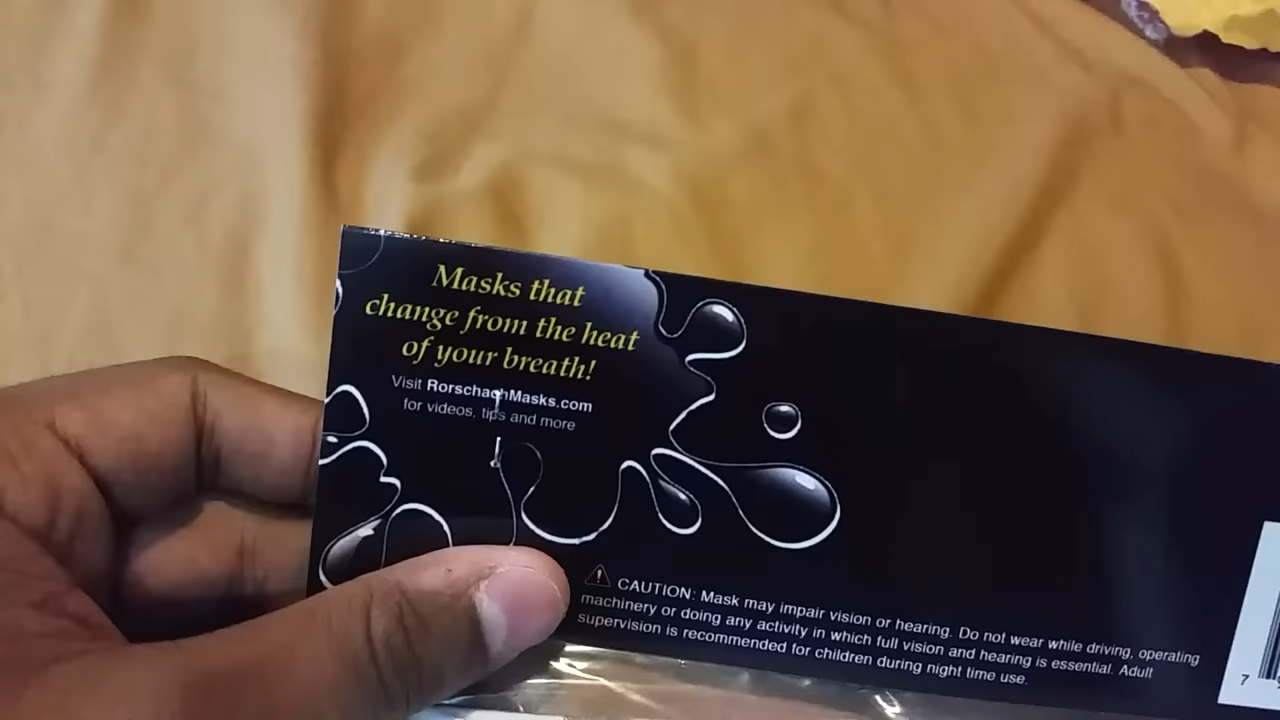 Masks that
change from the heat
of your breath!
Visit RorschachMasks.com
for videos, tips and more
CAUTION: Mask may impair vision or hearing. Do not wear while driving, operating
machinery or doing any activity in which full vision and hearing is essential. Adult
supervision is recommended for children during night time use.
7